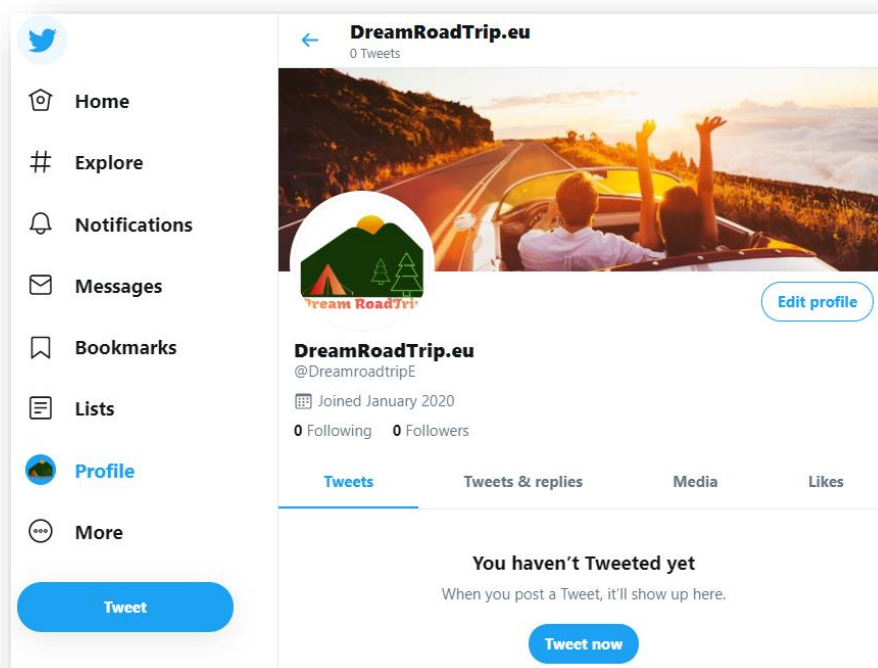 DreamRoadTrip.eu
0 Tweets
Home
Explore
Notifications
Messages
Bookmarks
Lists
Profile
More
Tweet
Dream RoadTrip
Edit profile
DreamRoadTrip.eu
@DreamroadtripE
Joined January 2020
0 Following 0 Followers
Tweets Tweets & replies Media Likes
You haven't Tweeted yet
When you post a Tweet, it'll show up here.
Tweet now